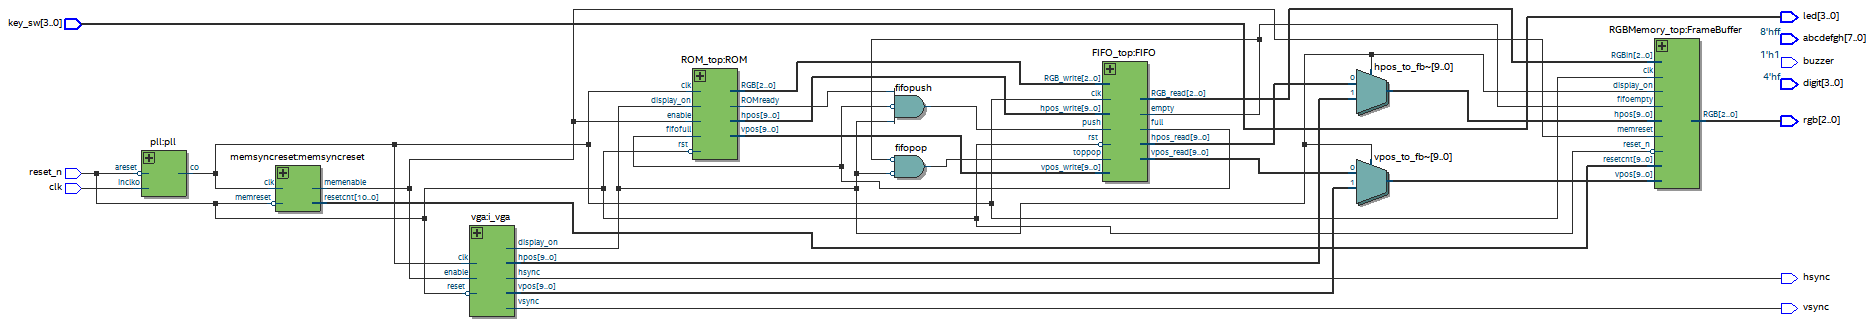 key_sw[3..0]
reset_n
clk
pll:pll
areset
inclk0
c0
memsyncreset:memsyncreset
clk
memreset
memenable
resetcnt[10..0]
vga:i_vga
clk
enable
reset
display_on
hpos[9..0]
hsync
vpos[9..0]
vsync
ROM_top:ROM
clk
display_on
enable
fifofull
rst
RGB[2..0]
ROMready
hpos[9..0]
vpos[9..0]
fifopush
fifopop
FIFO_top:FIFO
RGB_write[2..0]
clk
hpos_write[9..0]
push
rst
toppop
vpos_write[9..0]
RGB_read[2..0]
empty
full
hpos_read[9..0]
vpos_read[9..0]
hpos_to_fb~[9..0]
0
1
vpos_to_fb~[9..0]
0
1
RGBMemory_top:FrameBuffer
RGBin[2..0]
clk
display_on
fifoempty
hpos[9..0]
memreset
reset_n
resetcnt[9..0]
vpos[9..0]
RGB[2..0]
led[3..0]
8'hff
abcdefgh[7..0]
1'h1
buzzer
4'hf
digit[3..0]
rgb[2..0]
hsync
vsync